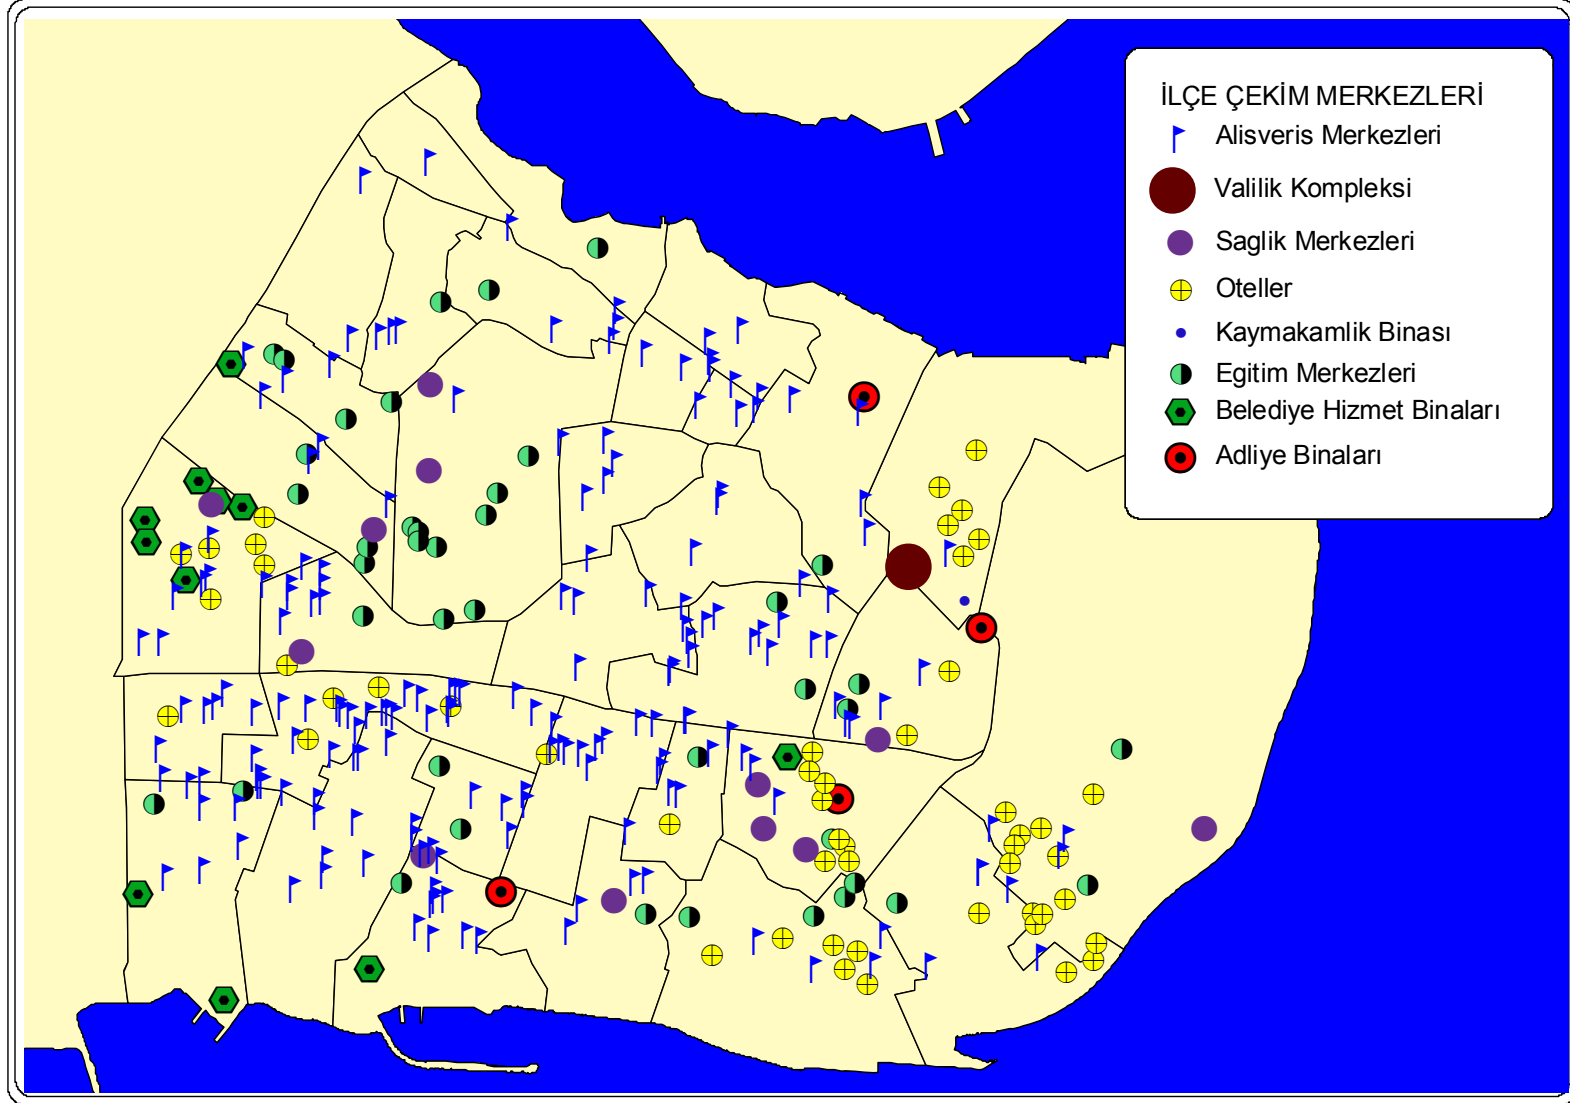 İLÇE ÇEKİM MERKEZLERİ
Alisveris Merkezleri
Valilik Kompleksi
Saglik Merkezleri
Oteller
Kaymakamlik Binası
Egitim Merkezleri
Belediye Hizmet Binaları
Adliye Binaları